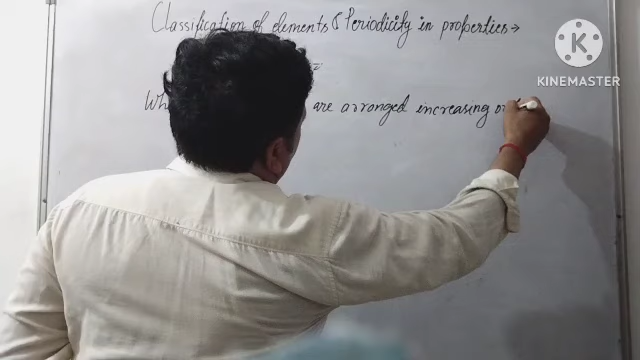 Classification of elements & Periodicity in properties →
are arranged increasing
KINEMASTER